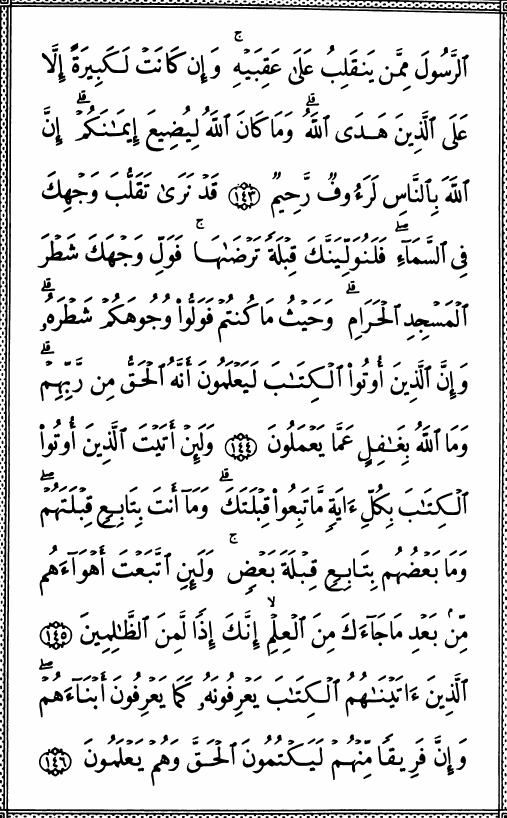 ٱلرَّسُولَ مِمَّن يَنقَلِبُ عَلَىٰ عَقِبَيْهِ ۚ وَإِن كَانَتْ لَكَبِيرَةً إِلَّا
عَلَى ٱلَّذِينَ هَدَى ٱللَّهُ ۗ وَمَا كَانَ ٱللَّهُ لِيُضِيعَ إِيمَٰنَكُمْ ۗ إِنَّ
ٱللَّهَ بِٱلنَّاسِ لَرَءُوفٌ رَّحِيمٌ ١٤٣ قَدْ نَرَىٰ تَقَلُّبَ وَجْهِكَ
فِى ٱلسَّمَآءِ ۖ فَلَنُوَلِّيَنَّكَ قِبْلَةً تَرْضَىٰهَا ۚ فَوَلِّ وَجْهَكَ شَطْرَ
ٱلْمَسْجِدِ ٱلْحَرَامِ ۗ وَحَيْثُ مَا كُنتُمْ فَوَلُّوا۟ وُجُوهَكُمْ شَطْرَهُۥ ۗ
وَإِنَّ ٱلَّذِينَ أُوتُوا۟ ٱلْكِتَٰبَ لَيَعْلَمُونَ أَنَّهُ ٱلْحَقُّ مِن رَّبِّهِمْ ۗ
وَمَا ٱللَّهُ بِغَٰفِلٍ عَمَّا يَعْمَلُونَ ١٤٤ وَلَئِنْ أَتَيْتَ ٱلَّذِينَ أُوتُوا۟
ٱلْكِتَٰبَ بِكُلِّ ءَايَةٍ مَّا تَبِعُوا۟ قِبْلَتَكَ ۗ وَمَآ أَنتَ بِتَابِعٍ قِبْلَتَهُمْ ۖ
وَمَا بَعْضُهُم بِتَابِعٍ قِبْلَةَ بَعْضٍ ۚ وَلَئِنِ ٱتَّبَعْتَ أَهْوَآءَهُم
مِّنۢ بَعْدِ مَا جَآءَكَ مِنَ ٱلْعِلْمِ ۙ إِنَّكَ إِذًا لَّمِنَ ٱلظَّٰلِمِينَ ١٤٥
ٱلَّذِينَ ءَاتَيْنَٰهُمُ ٱلْكِتَٰبَ يَعْرِفُونَهُۥ كَمَا يَعْرِفُونَ أَبْنَآءَهُمْ ۖ
وَإِنَّ فَرِيقًا مِّنْهُمْ لَيَكْتُمُونَ ٱلْحَقَّ وَهُمْ يَعْلَمُونَ ١٤٦